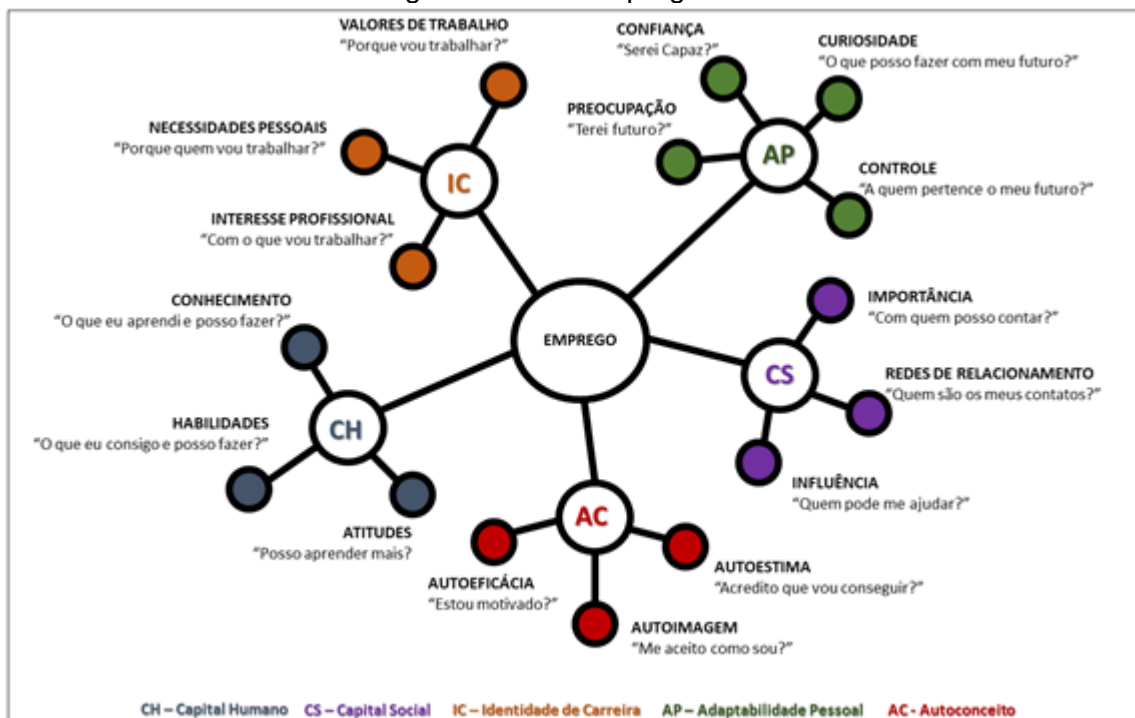 VALORES DE TRABALHO
“Porque vou trabalhar?”
NECESSIDADES PESSOAIS
“Porque quem vou trabalhar?”
INTERESSE PROFISSIONAL
“Com o que vou trabalhar?”
IC
CONFIANÇA
“Serei Capaz?”
CURIOSIDADE
“O que posso fazer com meu futuro?”
PREOCUPAÇÃO
“Terei futuro?”
AP
CONTROLE
“A quem pertence o meu futuro?”
CONHECIMENTO
“O que eu aprendi e posso fazer?”
HABILIDADES
“O que eu consigo e posso fazer?”
CH
ATITUDES
“Posso aprender mais?
EMPREGO
IMPORTÂNCIA
“Com quem posso contar?”
CS
REDES DE RELACIONAMENTO
“Quem são os meus contatos?”
INFLUÊNCIA
“Quem pode me ajudar?”
AC
AUTOEFICÁCIA
“Estou motivado?”
AUTOESTIMA
“Acredito que vou conseguir?”
AUTOIMAGEM
“Me aceito como sou?”
CH – Capital Humano CS – Capital Social IC – Identidade de Carreira AP – Adaptabilidade Pessoal AC - Autoconceito